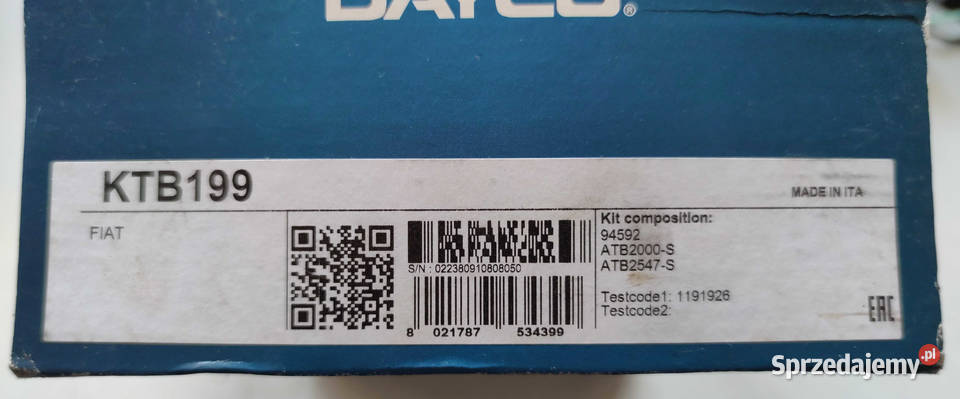 DAYCO®
KTB199
MADE IN ITA
FIAT
S/N : 022380910808050
8 021787 534399
Kit composition:
94592
ATB2000-S
ATB2547-S
Testcode1: 1191926
Testcode2:
EAC
Sprzedajemy.pl